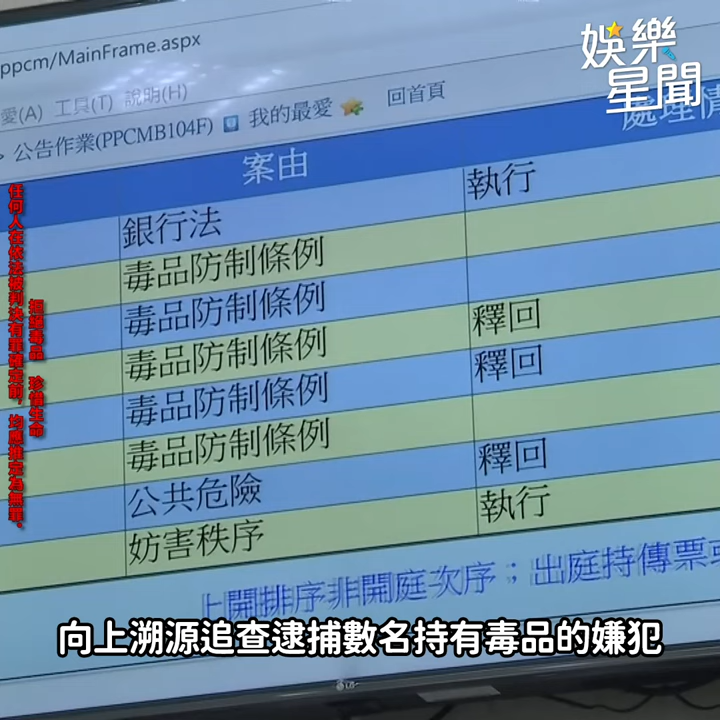 娛樂
星聞
ppcm/MainFrame.aspx
愛(A) 工具(T) 說明(H)
公告作業(PPCMB104F) 我的最愛 回首頁
案由 處理情
銀行法 執行
毒品防制條例
毒品防制條例
毒品防制條例 釋回
毒品防制條例 釋回
毒品防制條例
公共危險 釋回
妨害秩序 執行
上開排序非開庭次序；出庭持傳票或
拒絕毒品 珍惜生命
任何人在依法被判決有罪確定前，均應推定為無罪。
向上溯源追查逮捕數名持有毒品的嫌犯